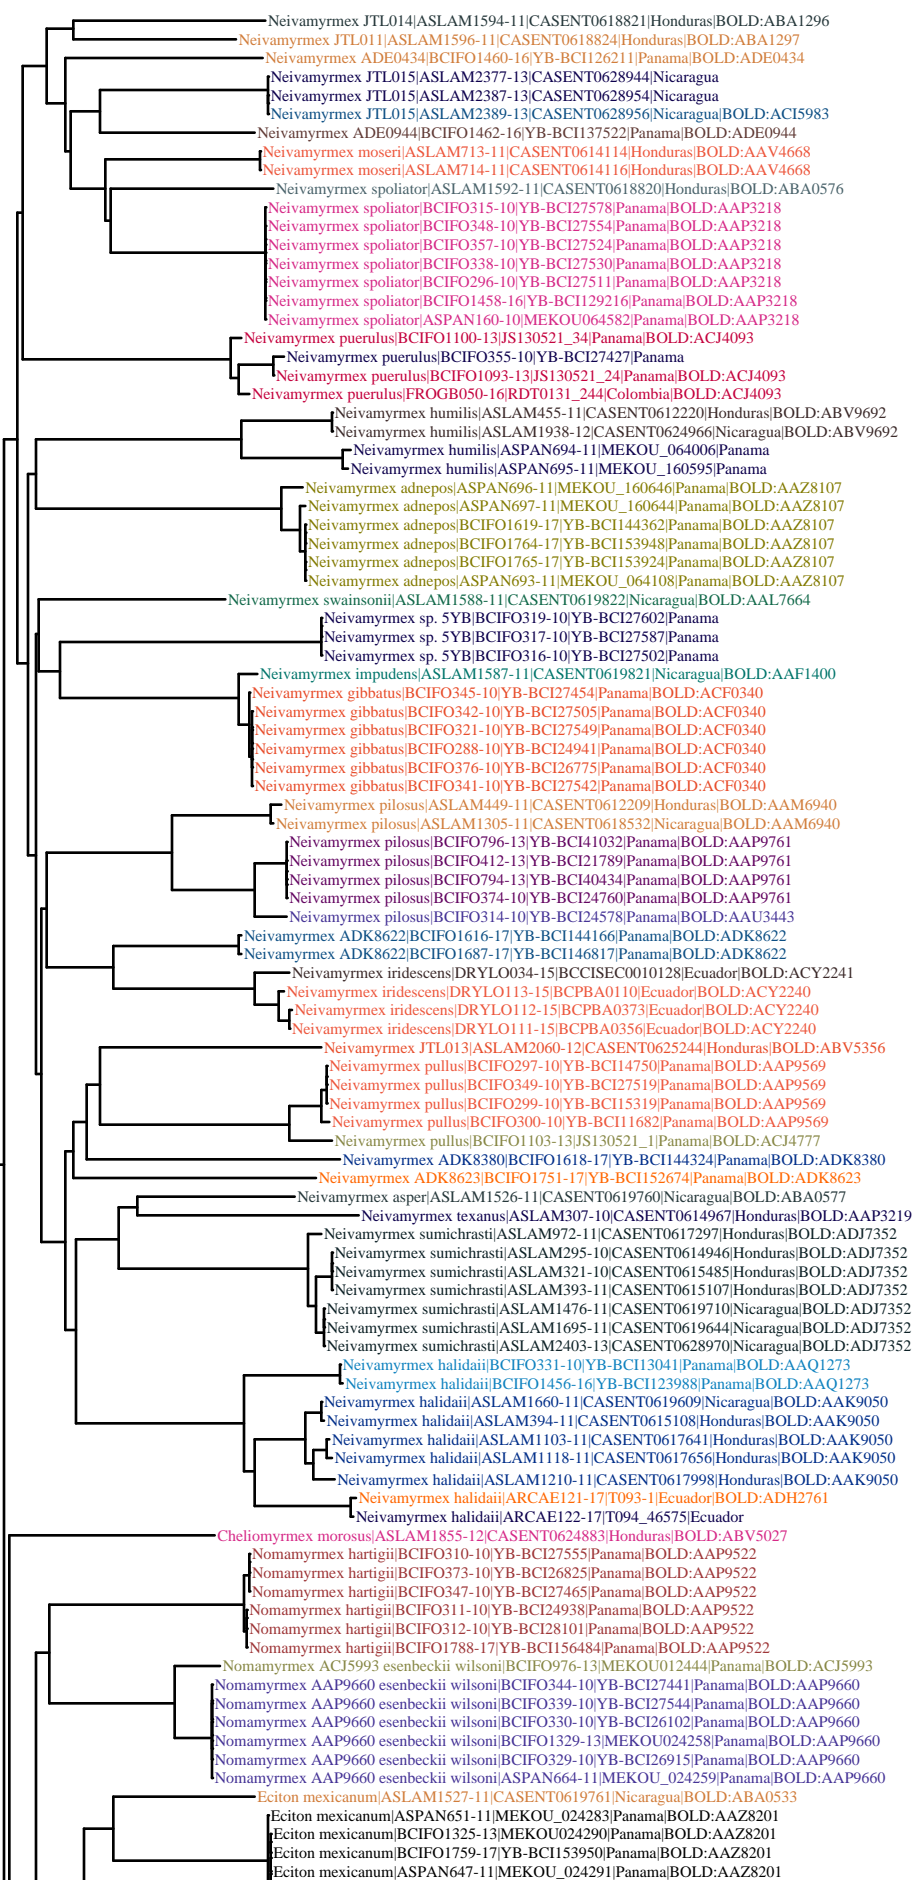 Neivamyrmex JTL014|ASLAM1594-11|CASENT0618821|Honduras|BOLD:ABA1296
Neivamyrmex JTL011|ASLAM1596-11|CASENT0618824|Honduras|BOLD:ABA1297
Neivamyrmex ADE0434|BCIFO1460-16|YB-BCI126211|Panama|BOLD:ADE0434
Neivamyrmex JTL015|ASLAM2377-13|CASENT0628944|Nicaragua
Neivamyrmex JTL015|ASLAM2387-13|CASENT0628954|Nicaragua
Neivamyrmex JTL015|ASLAM2389-13|CASENT0628956|Nicaragua|BOLD:ACI5983
Neivamyrmex ADE0944|BCIFO1462-16|YB-BCI137522|Panama|BOLD:ADE0944
Neivamyrmex moseri|ASLAM713-11|CASENT0614114|Honduras|BOLD:AAV4668
Neivamyrmex moseri|ASLAM714-11|CASENT0614116|Honduras|BOLD:AAV4668
Neivamyrmex spoliator|ASLAM1592-11|CASENT0618820|Honduras|BOLD:ABA0576
Neivamyrmex spoliator|BCIFO315-10|YB-BCI27578|Panama|BOLD:AAP3218
Neivamyrmex spoliator|BCIFO348-10|YB-BCI27554|Panama|BOLD:AAP3218
Neivamyrmex spoliator|BCIFO357-10|YB-BCI27524|Panama|BOLD:AAP3218
Neivamyrmex spoliator|BCIFO338-10|YB-BCI27530|Panama|BOLD:AAP3218
Neivamyrmex spoliator|BCIFO296-10|YB-BCI27511|Panama|BOLD:AAP3218
Neivamyrmex spoliator|BCIFO1458-16|YB-BCI129216|Panama|BOLD:AAP3218
Neivamyrmex spoliator|ASPAN160-10|MEKOU064582|Panama|BOLD:AAP3218
Neivamyrmex puerulus|BCIFO1100-13|JS130521_34|Panama|BOLD:ACJ4093
Neivamyrmex puerulus|BCIFO355-10|YB-BCI27427|Panama
Neivamyrmex puerulus|BCIFO1093-13|JS130521_24|Panama|BOLD:ACJ4093
Neivamyrmex puerulus|FROGB050-16|RDT0131_244|Colombia|BOLD:ACJ4093
Neivamyrmex humilis|ASLAM455-11|CASENT0612220|Honduras|BOLD:ABV9692
Neivamyrmex humilis|ASLAM1938-12|CASENT0624966|Nicaragua|BOLD:ABV9692
Neivamyrmex humilis|ASPAN694-11|MEKOU_064006|Panama
Neivamyrmex humilis|ASPAN695-11|MEKOU_160595|Panama
Neivamyrmex adnepos|ASPAN696-11|MEKOU_160646|Panama|BOLD:AAZ8107
Neivamyrmex adnepos|ASPAN697-11|MEKOU_160644|Panama|BOLD:AAZ8107
Neivamyrmex adnepos|BCIFO1619-17|YB-BCI144362|Panama|BOLD:AAZ8107
Neivamyrmex adnepos|BCIFO1764-17|YB-BCI153948|Panama|BOLD:AAZ8107
Neivamyrmex adnepos|BCIFO1765-17|YB-BCI153924|Panama|BOLD:AAZ8107
Neivamyrmex adnepos|ASPAN693-11|MEKOU_064108|Panama|BOLD:AAZ8107
Neivamyrmex swainsonii|ASLAM1588-11|CASENT0619822|Nicaragua|BOLD:AAL7664
Neivamyrmex sp. 5YB|BCIFO319-10|YB-BCI27602|Panama
Neivamyrmex sp. 5YB|BCIFO317-10|YB-BCI27587|Panama
Neivamyrmex sp. 5YB|BCIFO316-10|YB-BCI27502|Panama
Neivamyrmex impudens|ASLAM1587-11|CASENT0619821|Nicaragua|BOLD:AAF1400
Neivamyrmex gibbatus|BCIFO345-10|YB-BCI27454|Panama|BOLD:ACF0340
Neivamyrmex gibbatus|BCIFO342-10|YB-BCI27505|Panama|BOLD:ACF0340
Neivamyrmex gibbatus|BCIFO321-10|YB-BCI27549|Panama|BOLD:ACF0340
Neivamyrmex gibbatus|BCIFO288-10|YB-BCI24941|Panama|BOLD:ACF0340
Neivamyrmex gibbatus|BCIFO376-10|YB-BCI26775|Panama|BOLD:ACF0340
Neivamyrmex gibbatus|BCIFO341-10|YB-BCI27542|Panama|BOLD:ACF0340
Neivamyrmex pilosus|ASLAM449-11|CASENT0612209|Honduras|BOLD:AAM6940
Neivamyrmex pilosus|ASLAM1305-11|CASENT0618532|Nicaragua|BOLD:AAM6940
Neivamyrmex pilosus|BCIFO796-13|YB-BCI41032|Panama|BOLD:AAP9761
Neivamyrmex pilosus|BCIFO412-13|YB-BCI21789|Panama|BOLD:AAP9761
Neivamyrmex pilosus|BCIFO794-13|YB-BCI40434|Panama|BOLD:AAP9761
Neivamyrmex pilosus|BCIFO374-10|YB-BCI24760|Panama|BOLD:AAP9761
Neivamyrmex pilosus|BCIFO314-10|YB-BCI24578|Panama|BOLD:AAU3443
Neivamyrmex ADK8622|BCIFO1616-17|YB-BCI144166|Panama|BOLD:ADK8622
Neivamyrmex ADK8622|BCIFO1687-17|YB-BCI146817|Panama|BOLD:ADK8622
Neivamyrmex iridescens|DRYLO034-15|BCCISEC0010128|Ecuador|BOLD:ACY2241
Neivamyrmex iridescens|DRYLO113-15|BCPBA0110|Ecuador|BOLD:ACY2240
Neivamyrmex iridescens|DRYLO112-15|BCPBA0373|Ecuador|BOLD:ACY2240
Neivamyrmex iridescens|DRYLO111-15|BCPBA0356|Ecuador|BOLD:ACY2240
Neivamyrmex JTL013|ASLAM2060-12|CASENT0625244|Honduras|BOLD:ABV5356
Neivamyrmex pullus|BCIFO297-10|YB-BCI14750|Panama|BOLD:AAP9569
Neivamyrmex pullus|BCIFO349-10|YB-BCI27519|Panama|BOLD:AAP9569
Neivamyrmex pullus|BCIFO299-10|YB-BCI15319|Panama|BOLD:AAP9569
Neivamyrmex pullus|BCIFO300-10|YB-BCI11682|Panama|BOLD:AAP9569
Neivamyrmex pullus|BCIFO1103-13|JS130521_1|Panama|BOLD:ACJ4777
Neivamyrmex ADK8380|BCIFO1618-17|YB-BCI144324|Panama|BOLD:ADK8380
Neivamyrmex ADK8623|BCIFO1751-17|YB-BCI152674|Panama|BOLD:ADK8623
Neivamyrmex asper|ASLAM1526-11|CASENT0619760|Nicaragua|BOLD:ABA0577
Neivamyrmex texanus|ASLAM307-10|CASENT0614967|Honduras|BOLD:AAP3219
Neivamyrmex sumichrasti|ASLAM972-11|CASENT0617297|Honduras|BOLD:ADJ7352
Neivamyrmex sumichrasti|ASLAM295-10|CASENT0614946|Honduras|BOLD:ADJ7352
Neivamyrmex sumichrasti|ASLAM321-10|CASENT0615485|Honduras|BOLD:ADJ7352
Neivamyrmex sumichrasti|ASLAM393-11|CASENT0615107|Honduras|BOLD:ADJ7352
Neivamyrmex sumichrasti|ASLAM1476-11|CASENT0619710|Nicaragua|BOLD:ADJ7352
Neivamyrmex sumichrasti|ASLAM1695-11|CASENT0619644|Nicaragua|BOLD:ADJ7352
Neivamyrmex sumichrasti|ASLAM2403-13|CASENT0628970|Nicaragua|BOLD:ADJ7352
Neivamyrmex halidaii|BCIFO331-10|YB-BCI13041|Panama|BOLD:AAQ1273
Neivamyrmex halidaii|BCIFO1456-16|YB-BCI123988|Panama|BOLD:AAQ1273
Neivamyrmex halidaii|ASLAM1660-11|CASENT0619609|Nicaragua|BOLD:AAK9050
Neivamyrmex halidaii|ASLAM394-11|CASENT0615108|Honduras|BOLD:AAK9050
Neivamyrmex halidaii|ASLAM1103-11|CASENT0617641|Honduras|BOLD:AAK9050
Neivamyrmex halidaii|ASLAM1118-11|CASENT0617656|Honduras|BOLD:AAK9050
Neivamyrmex halidaii|ASLAM1210-11|CASENT0617998|Honduras|BOLD:AAK9050
Neivamyrmex halidaii|ARCAE121-17|T093-1|Ecuador|BOLD:ADH2761
Neivamyrmex halidaii|ARCAE122-17|T094_46575|Ecuador
Cheliomyrmex morosus|ASLAM1855-12|CASENT0624883|Honduras|BOLD:ABV5027
Nomamyrmex hartigii|BCIFO310-10|YB-BCI27555|Panama|BOLD:AAP9522
Nomamyrmex hartigii|BCIFO373-10|YB-BCI26825|Panama|BOLD:AAP9522
Nomamyrmex hartigii|BCIFO347-10|YB-BCI27465|Panama|BOLD:AAP9522
Nomamyrmex hartigii|BCIFO311-10|YB-BCI24938|Panama|BOLD:AAP9522
Nomamyrmex hartigii|BCIFO312-10|YB-BCI28101|Panama|BOLD:AAP9522
Nomamyrmex hartigii|BCIFO1788-17|YB-BCI156484|Panama|BOLD:AAP9522
Nomamyrmex ACJ5993 esenbeckii wilsoni|BCIFO976-13|MEKOU012444|Panama|BOLD:ACJ5993
Nomamyrmex AAP9660 esenbeckii wilsoni|BCIFO344-10|YB-BCI27441|Panama|BOLD:AAP9660
Nomamyrmex AAP9660 esenbeckii wilsoni|BCIFO339-10|YB-BCI27544|Panama|BOLD:AAP9660
Nomamyrmex AAP9660 esenbeckii wilsoni|BCIFO330-10|YB-BCI26102|Panama|BOLD:AAP9660
Nomamyrmex AAP9660 esenbeckii wilsoni|BCIFO1329-13|MEKOU024258|Panama|BOLD:AAP9660
Nomamyrmex AAP9660 esenbeckii wilsoni|BCIFO329-10|YB-BCI26915|Panama|BOLD:AAP9660
Nomamyrmex AAP9660 esenbeckii wilsoni|ASPAN664-11|MEKOU_024259|Panama|BOLD:AAP9660
Eciton mexicanum|ASLAM1527-11|CASENT0619761|Nicaragua|BOLD:ABA0533
Eciton mexicanum|ASPAN651-11|MEKOU_024283|Panama|BOLD:AAZ8201
Eciton mexicanum|BCIFO1325-13|MEKOU024290|Panama|BOLD:AAZ8201
Eciton mexicanum|BCIFO1759-17|YB-BCI153950|Panama|BOLD:AAZ8201
Eciton mexicanum|ASPAN647-11|MEKOU_024291|Panama|BOLD:AAZ8201